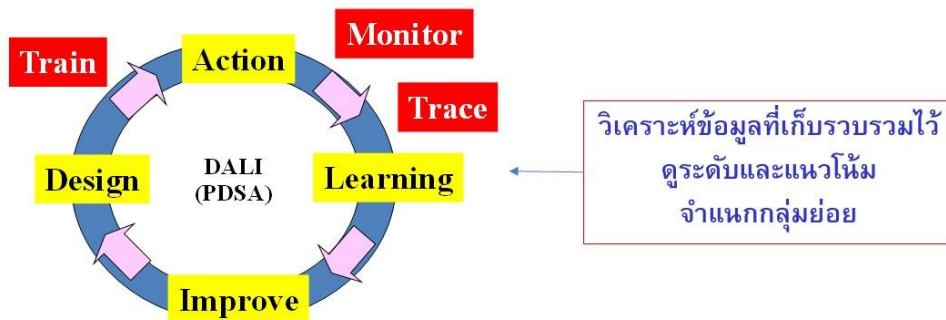 Monitor
Train
Action
Trace
วิเคราะห์ข้อมูลที่เก็บรวบรวมไว้
ดูระดับและแนวโน้ม
จำแนกกลุ่มย่อย
Design
DALI
(PDSA)
Learning
Improve